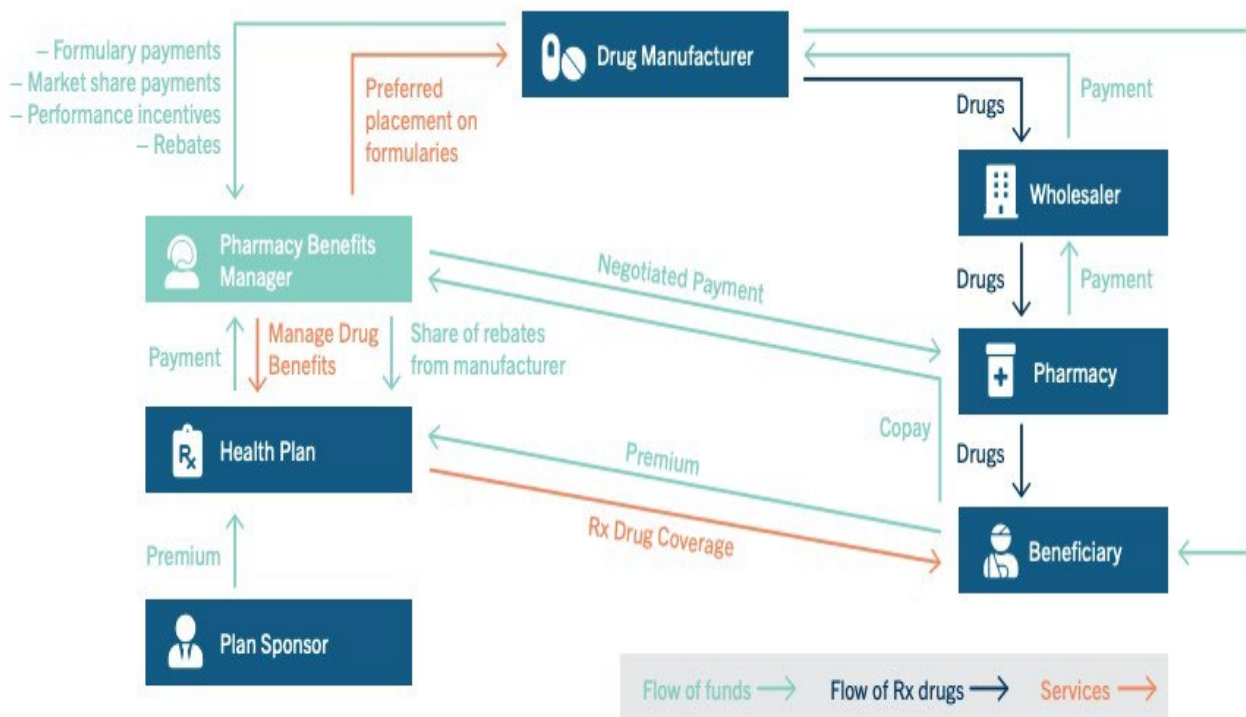 – Formulary payments
– Market share payments
– Performance incentives
– Rebates
Preferred
placement on
formularies
Drug Manufacturer
Payment
Drugs
Wholesaler
Pharmacy Benefits
Manager
Negotiated Payment
Drugs
Payment
Payment
Manage Drug
Benefits
Share of rebates
from manufacturer
Pharmacy
Copay
Health Plan
Premium
Drugs
Rx Drug Coverage
Premium
Beneficiary
Plan Sponsor
Flow of funds
Flow of Rx drugs
Services